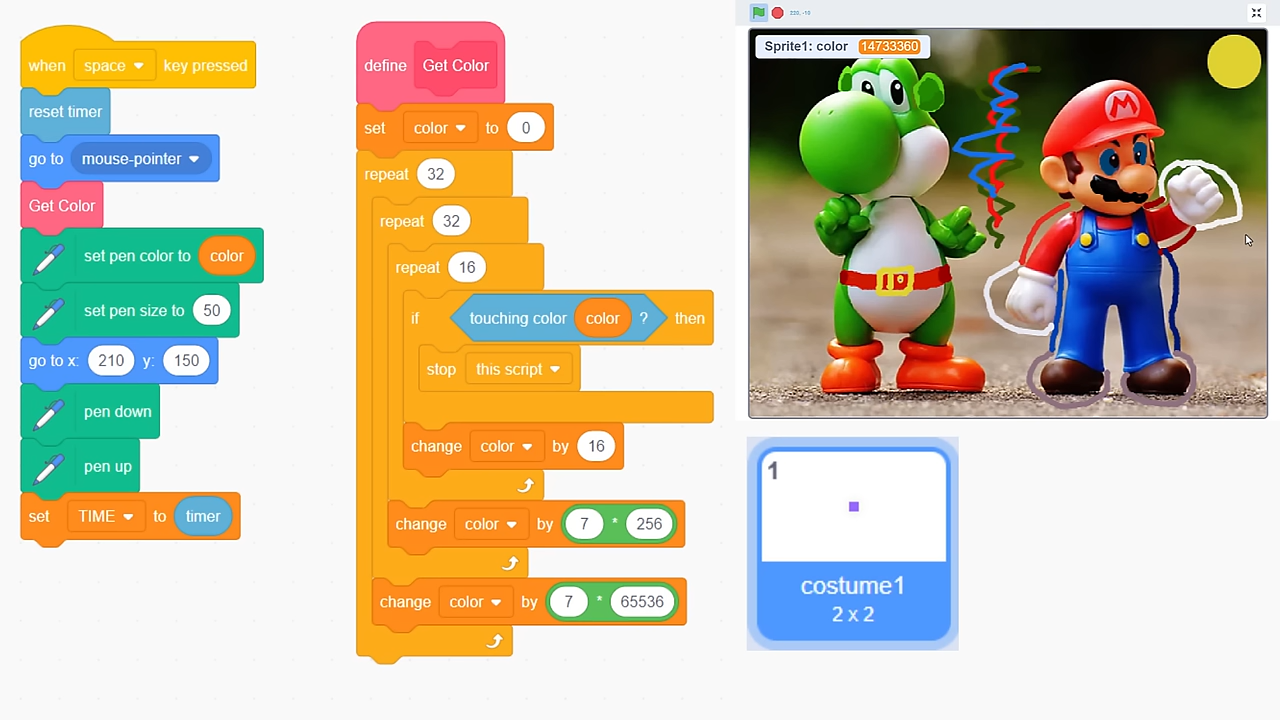 when space key pressed
reset timer
go to mouse-pointer
Get Color
set pen color to color
set pen size to 50
go to x: 210 y: 150
pen down
pen up
set TIME to timer
define Get Color
set color to 0
repeat 32
repeat 32
repeat 16
if touching color color ? then
stop this script
change color by 16
change color by 7 * 256
change color by 7 * 65536
Sprite1: color 14733360
M
1
costume1
2 x 2